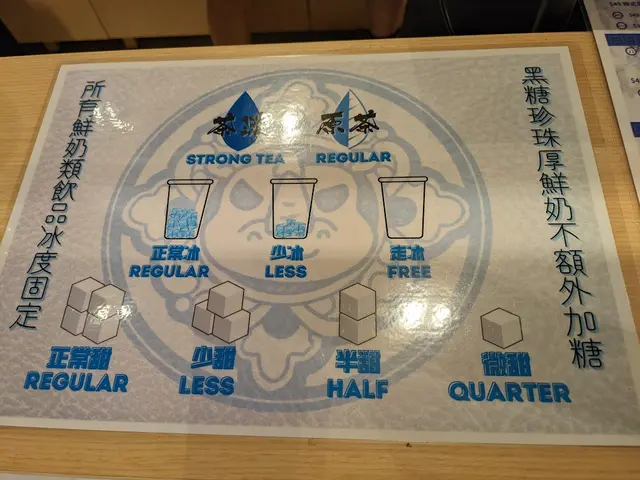 所有鮮奶類飲品冰度固定
黑糖珍珠厚鮮奶不額外加糖
原茶
STRONG TEA
REGULAR
正常冰
少冰
走冰
REGULAR
LESS
FREE
正常甜
少甜
半甜
微甜
REGULAR
LESS
HALF
QUARTER